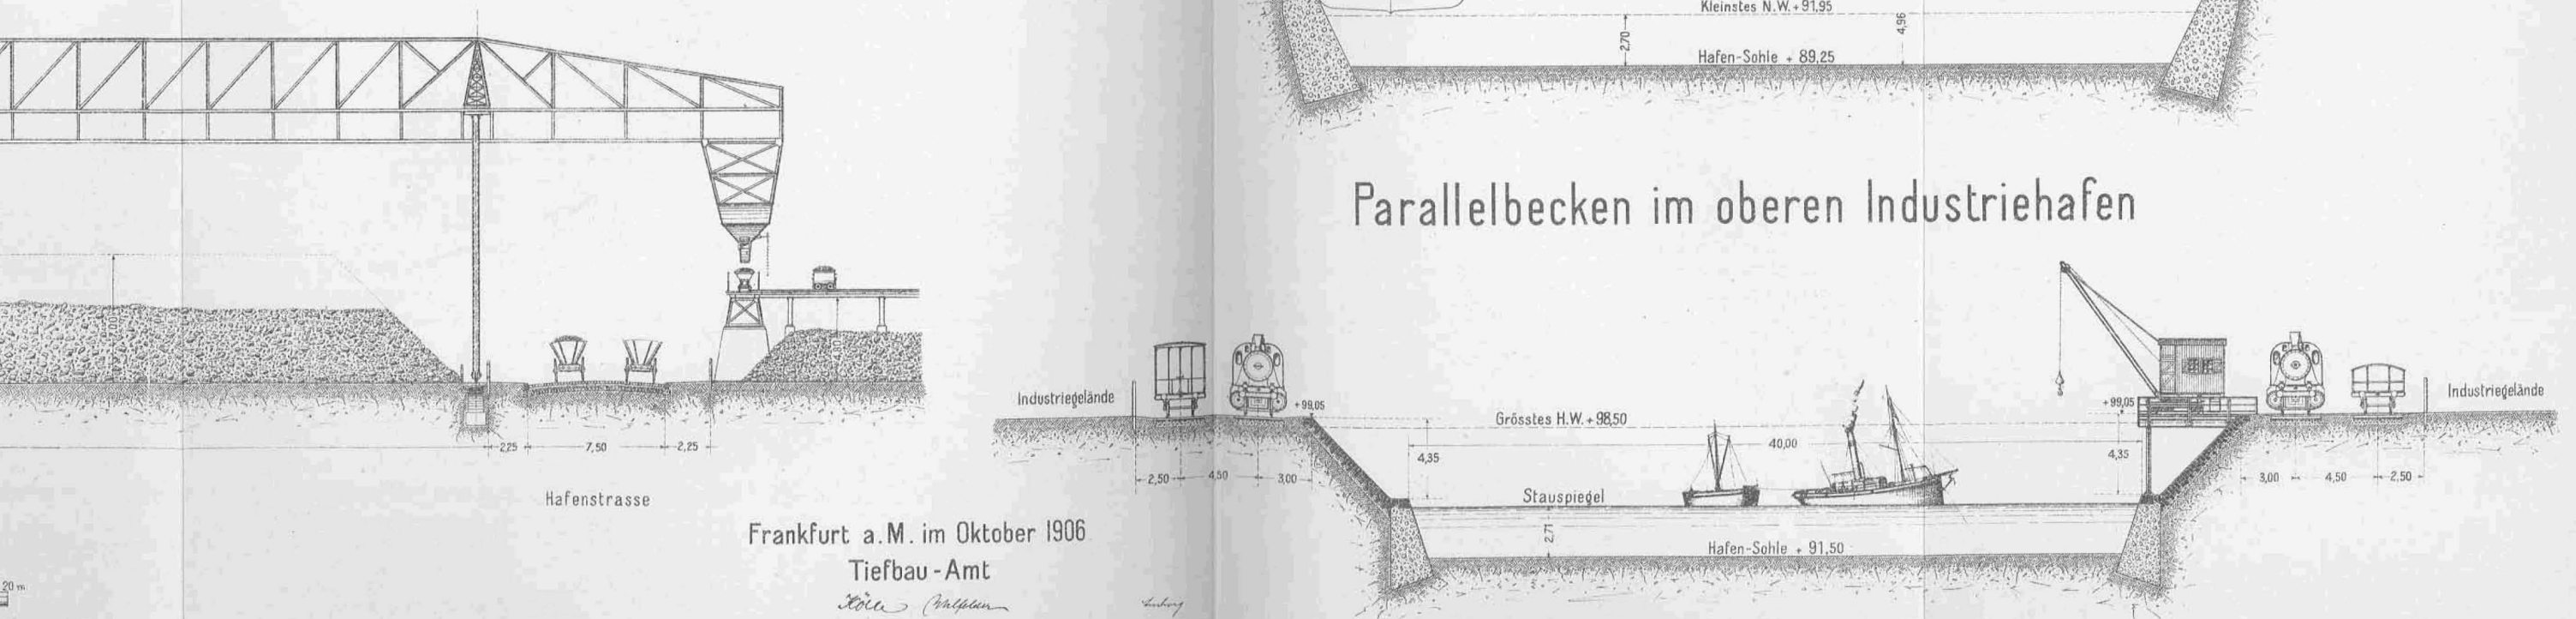 Kleinstes N.W. + 91,95
2,70
4,96
Hafen-Sohle + 89,25
Parallelbecken im oberen Industriehafen
Industriegelände
+ 99,05
Grösstes H.W. + 98,50
+ 99,05
Industriegelände
4,35
40,00
4,35
2,50
4,50
3,00
3,00
4,50
2,50
Stauspiegel
2,71
Hafen-Sohle + 91,50
2,25
7,50
2,25
Hafenstrasse
Frankfurt a. M. im Oktober 1906
Tiefbau-Amt
Kölle
20 m